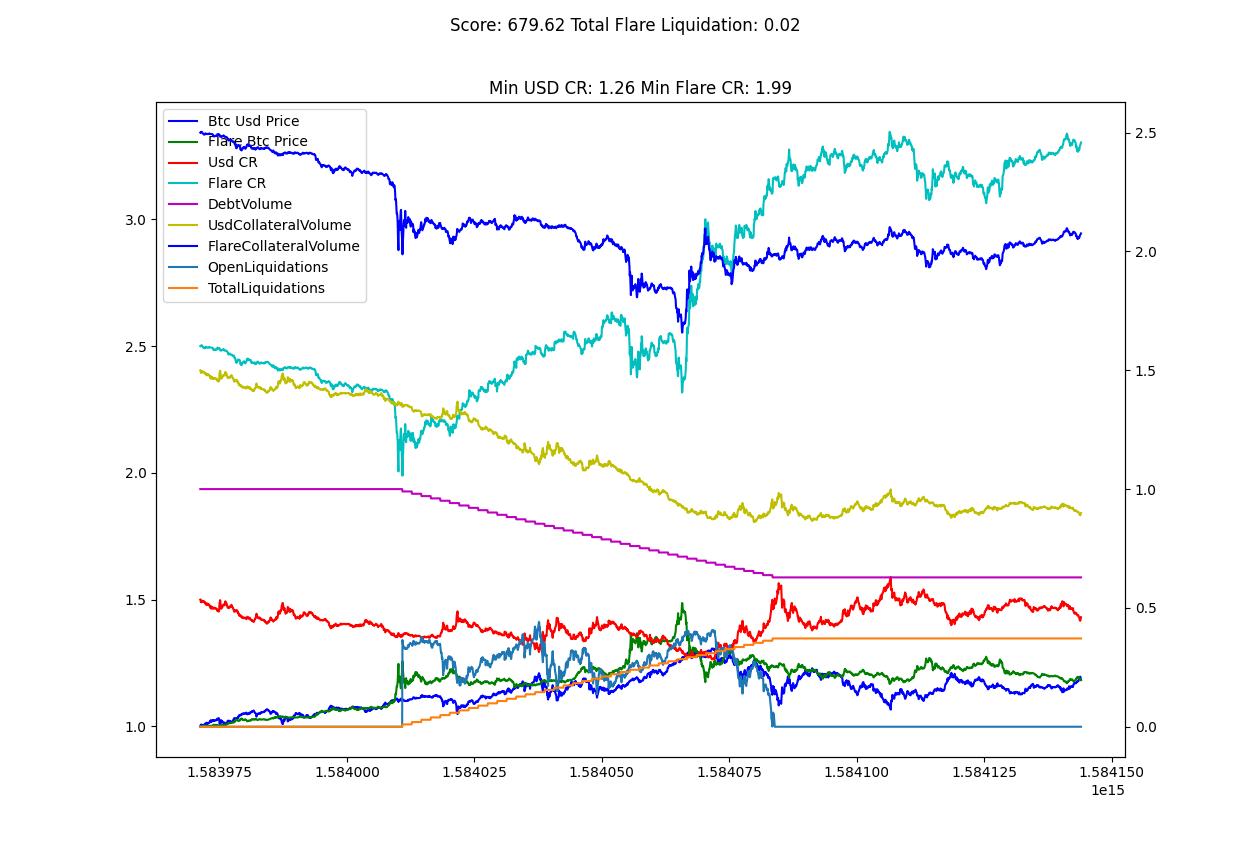 Score: 679.62 Total Flare Liquidation: 0.02
Min USD CR: 1.26 Min Flare CR: 1.99
Btc Usd Price
Flare Btc Price
Usd CR
Flare CR
DebtVolume
UsdCollateralVolume
FlareCollateralVolume
OpenLiquidations
TotalLiquidations
3.0
2.5
2.0
1.5
1.0
2.5
2.0
1.5
1.0
0.5
0.0
1.583975
1.584000
1.584025
1.584050
1.584075
1.584100
1.584125
1.584150
1e15